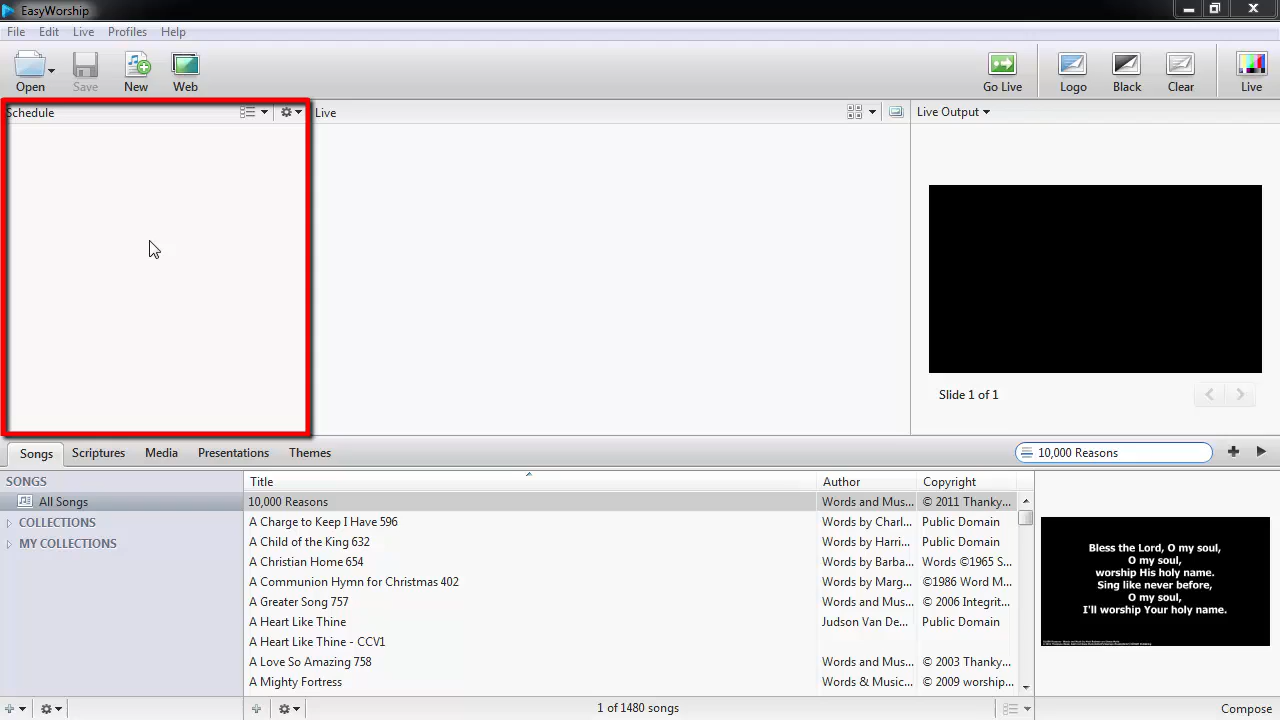 EasyWorship
File Edit Live Profiles Help
Open Save New Web Go Live Logo Black Clear Live
Schedule Live Live Output
Slide 1 of 1
Songs Scriptures Media Presentations Themes 10,000 Reasons
SONGS Title Author Copyright
All Songs 10,000 Reasons Words and Mus... © 2011 Thanky...
COLLECTIONS A Charge to Keep I Have 596 Words by Charl... Public Domain
MY COLLECTIONS A Child of the King 632 Words by Harri... Public Domain
A Christian Home 654 Words by Barba... Words ©1965 S...
A Communion Hymn for Christmas 402 Words by Marg... ©1986 Word M...
A Greater Song 757 Words and Mus... © 2006 Integrit...
A Heart Like Thine Judson Van De... Public Domain
A Heart Like Thine - CCV1
A Love So Amazing 758 Words and Mus... © 2003 Thanky...
A Mighty Fortress Words & Music... © 2009 worship...
Bless the Lord, O my soul,
O my soul,
worship His holy name.
Sing like never before,
O my soul,
I'll worship Your holy name.
1 of 1480 songs Compose